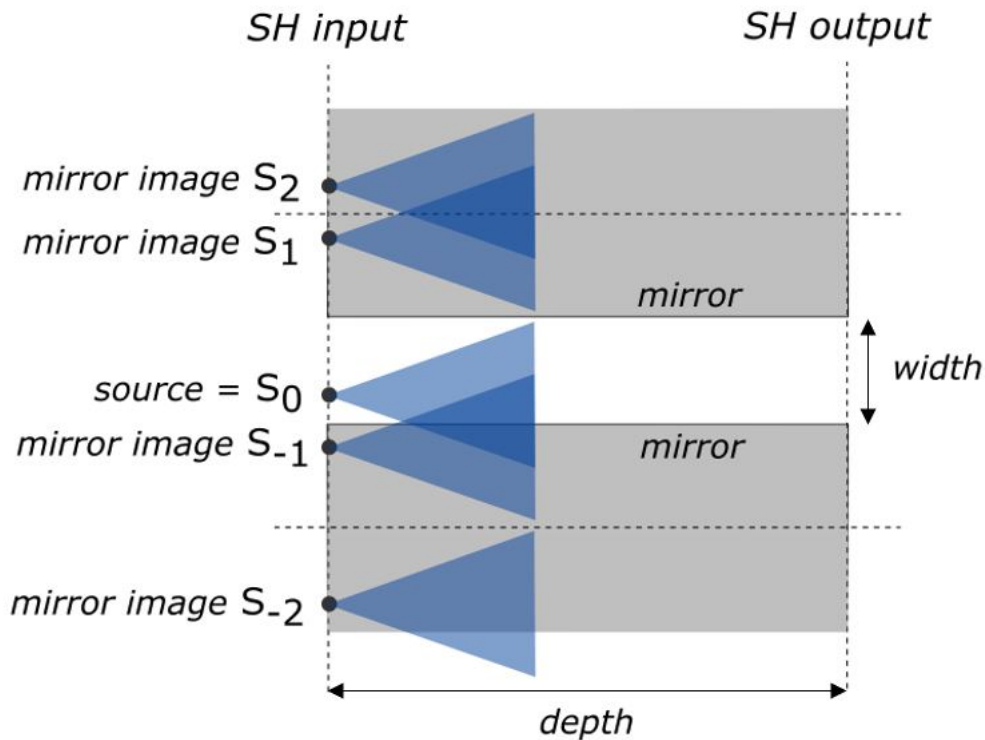 SH input
SH output
mirror image S2
mirror image S1
mirror
width
source = S0
mirror image S-1
mirror
mirror image S-2
depth